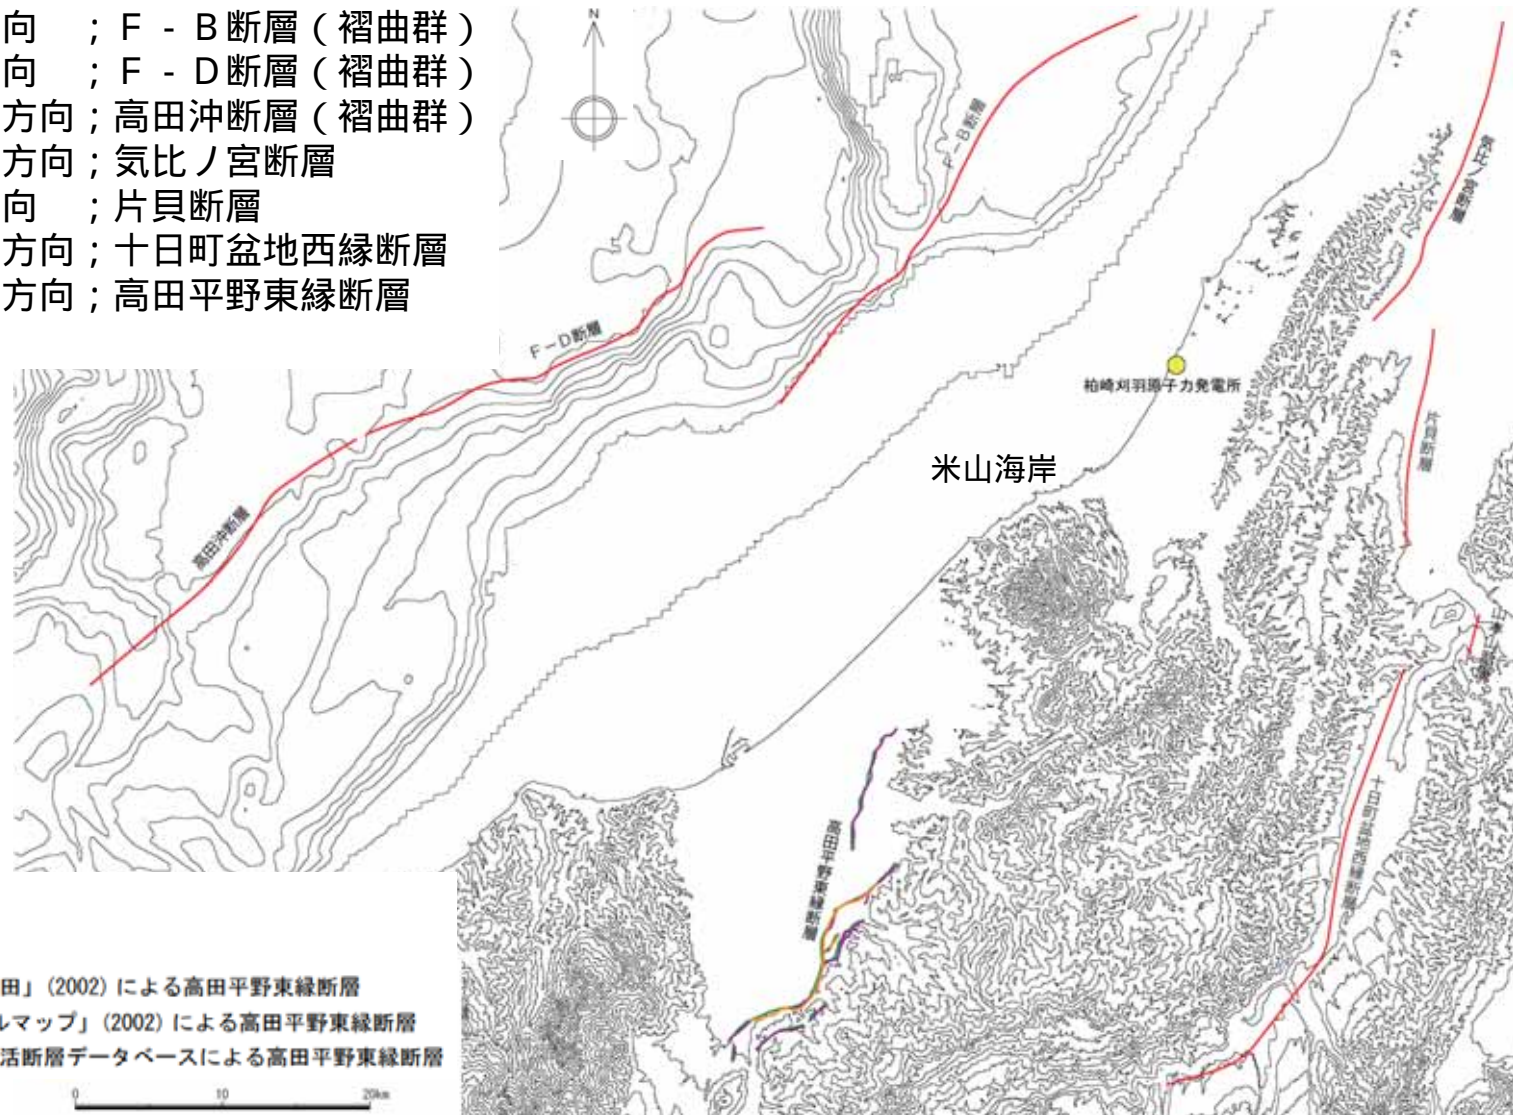 向 ；Ｆ‐Ｂ断層（褶曲群）
向 ；Ｆ‐Ｄ断層（褶曲群）
方向；高田沖断層（褶曲群）
方向；気比ノ宮断層
向 ；片貝断層
方向；十日町盆地西縁断層
方向；高田平野東縁断層
N
F－B断層
気比ノ宮断層
F－D断層
柏崎刈羽原子力発電所
片貝断層
米山海岸
高田沖断層
十日町盆地西縁断層
高田平野東縁断層
田」(2002) による高田平野東縁断層
ルマップ」(2002) による高田平野東縁断層
活断層データベースによる高田平野東縁断層
0 10 20km